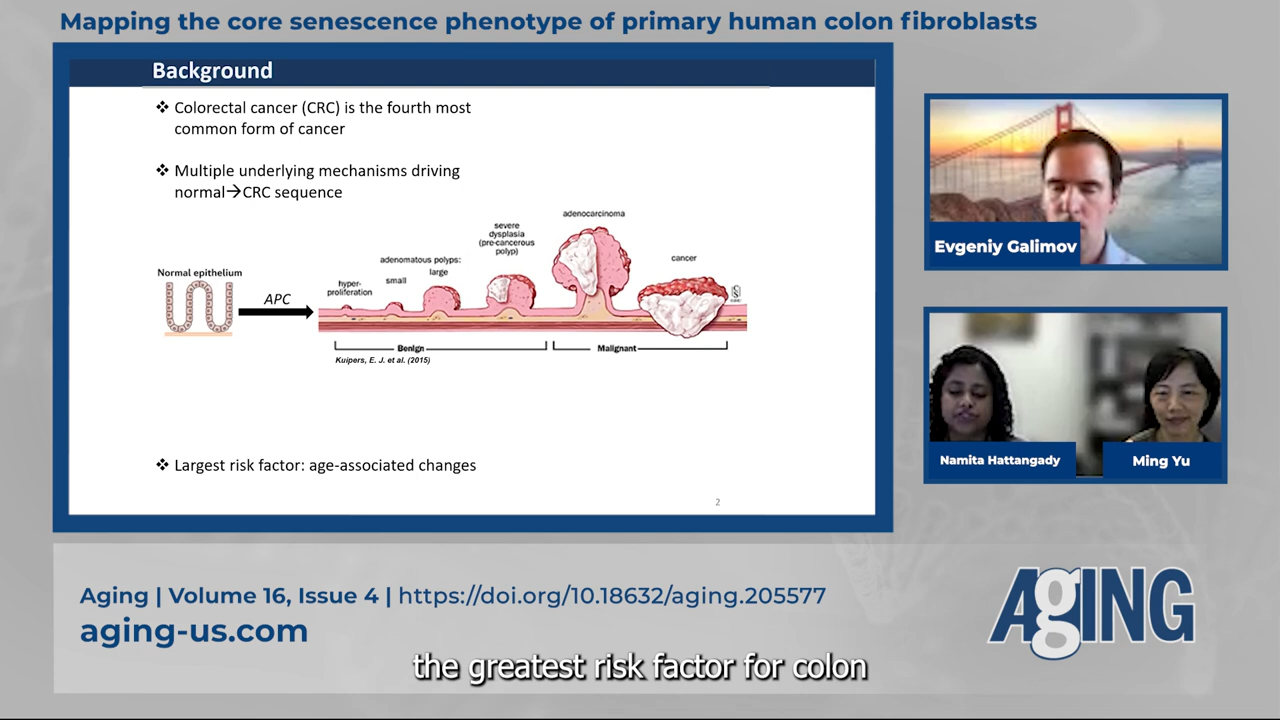 Mapping the core senescence phenotype of primary human colon fibroblasts
Background
❖ Colorectal cancer (CRC) is the fourth most
common form of cancer
❖ Multiple underlying mechanisms driving
normal→CRC sequence
Normal epithelium
APC
hyper-
proliferation
adenomatous polyps:
small
large
severe
dysplasia
(pre-cancerous
polyp)
adenocarcinoma
cancer
Benign
Malignant
Kuipers, E. J. et al. (2015)
❖ Largest risk factor: age-associated changes
2
Evgeniy Galimov
Namita Hattangady
Ming Yu
Aging | Volume 16, Issue 4 | https://doi.org/10.18632/aging.205577
aging-us.com
AgING
the greatest risk factor for colon